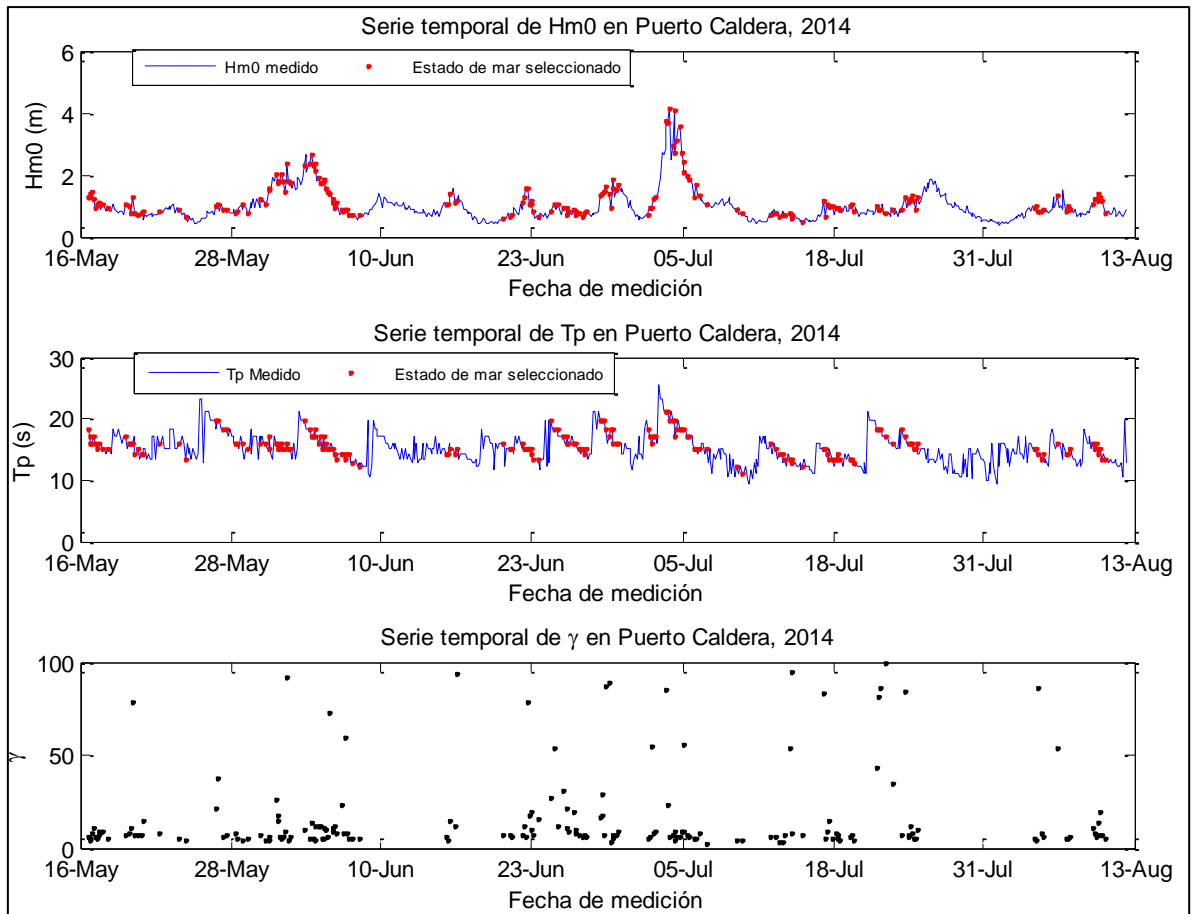 Serie temporal de Hm0 en Puerto Caldera, 2014
6
4
2
0
Hm0 (m)
Hm0 medido
Estado de mar seleccionado
16-May 28-May 10-Jun 23-Jun 05-Jul 18-Jul 31-Jul 13-Aug
Fecha de medición
Serie temporal de Tp en Puerto Caldera, 2014
30
20
10
0
Tp (s)
Tp Medido
Estado de mar seleccionado
16-May 28-May 10-Jun 23-Jun 05-Jul 18-Jul 31-Jul 13-Aug
Fecha de medición
Serie temporal de γ en Puerto Caldera, 2014
100
50
0
γ
16-May 28-May 10-Jun 23-Jun 05-Jul 18-Jul 31-Jul 13-Aug
Fecha de medición